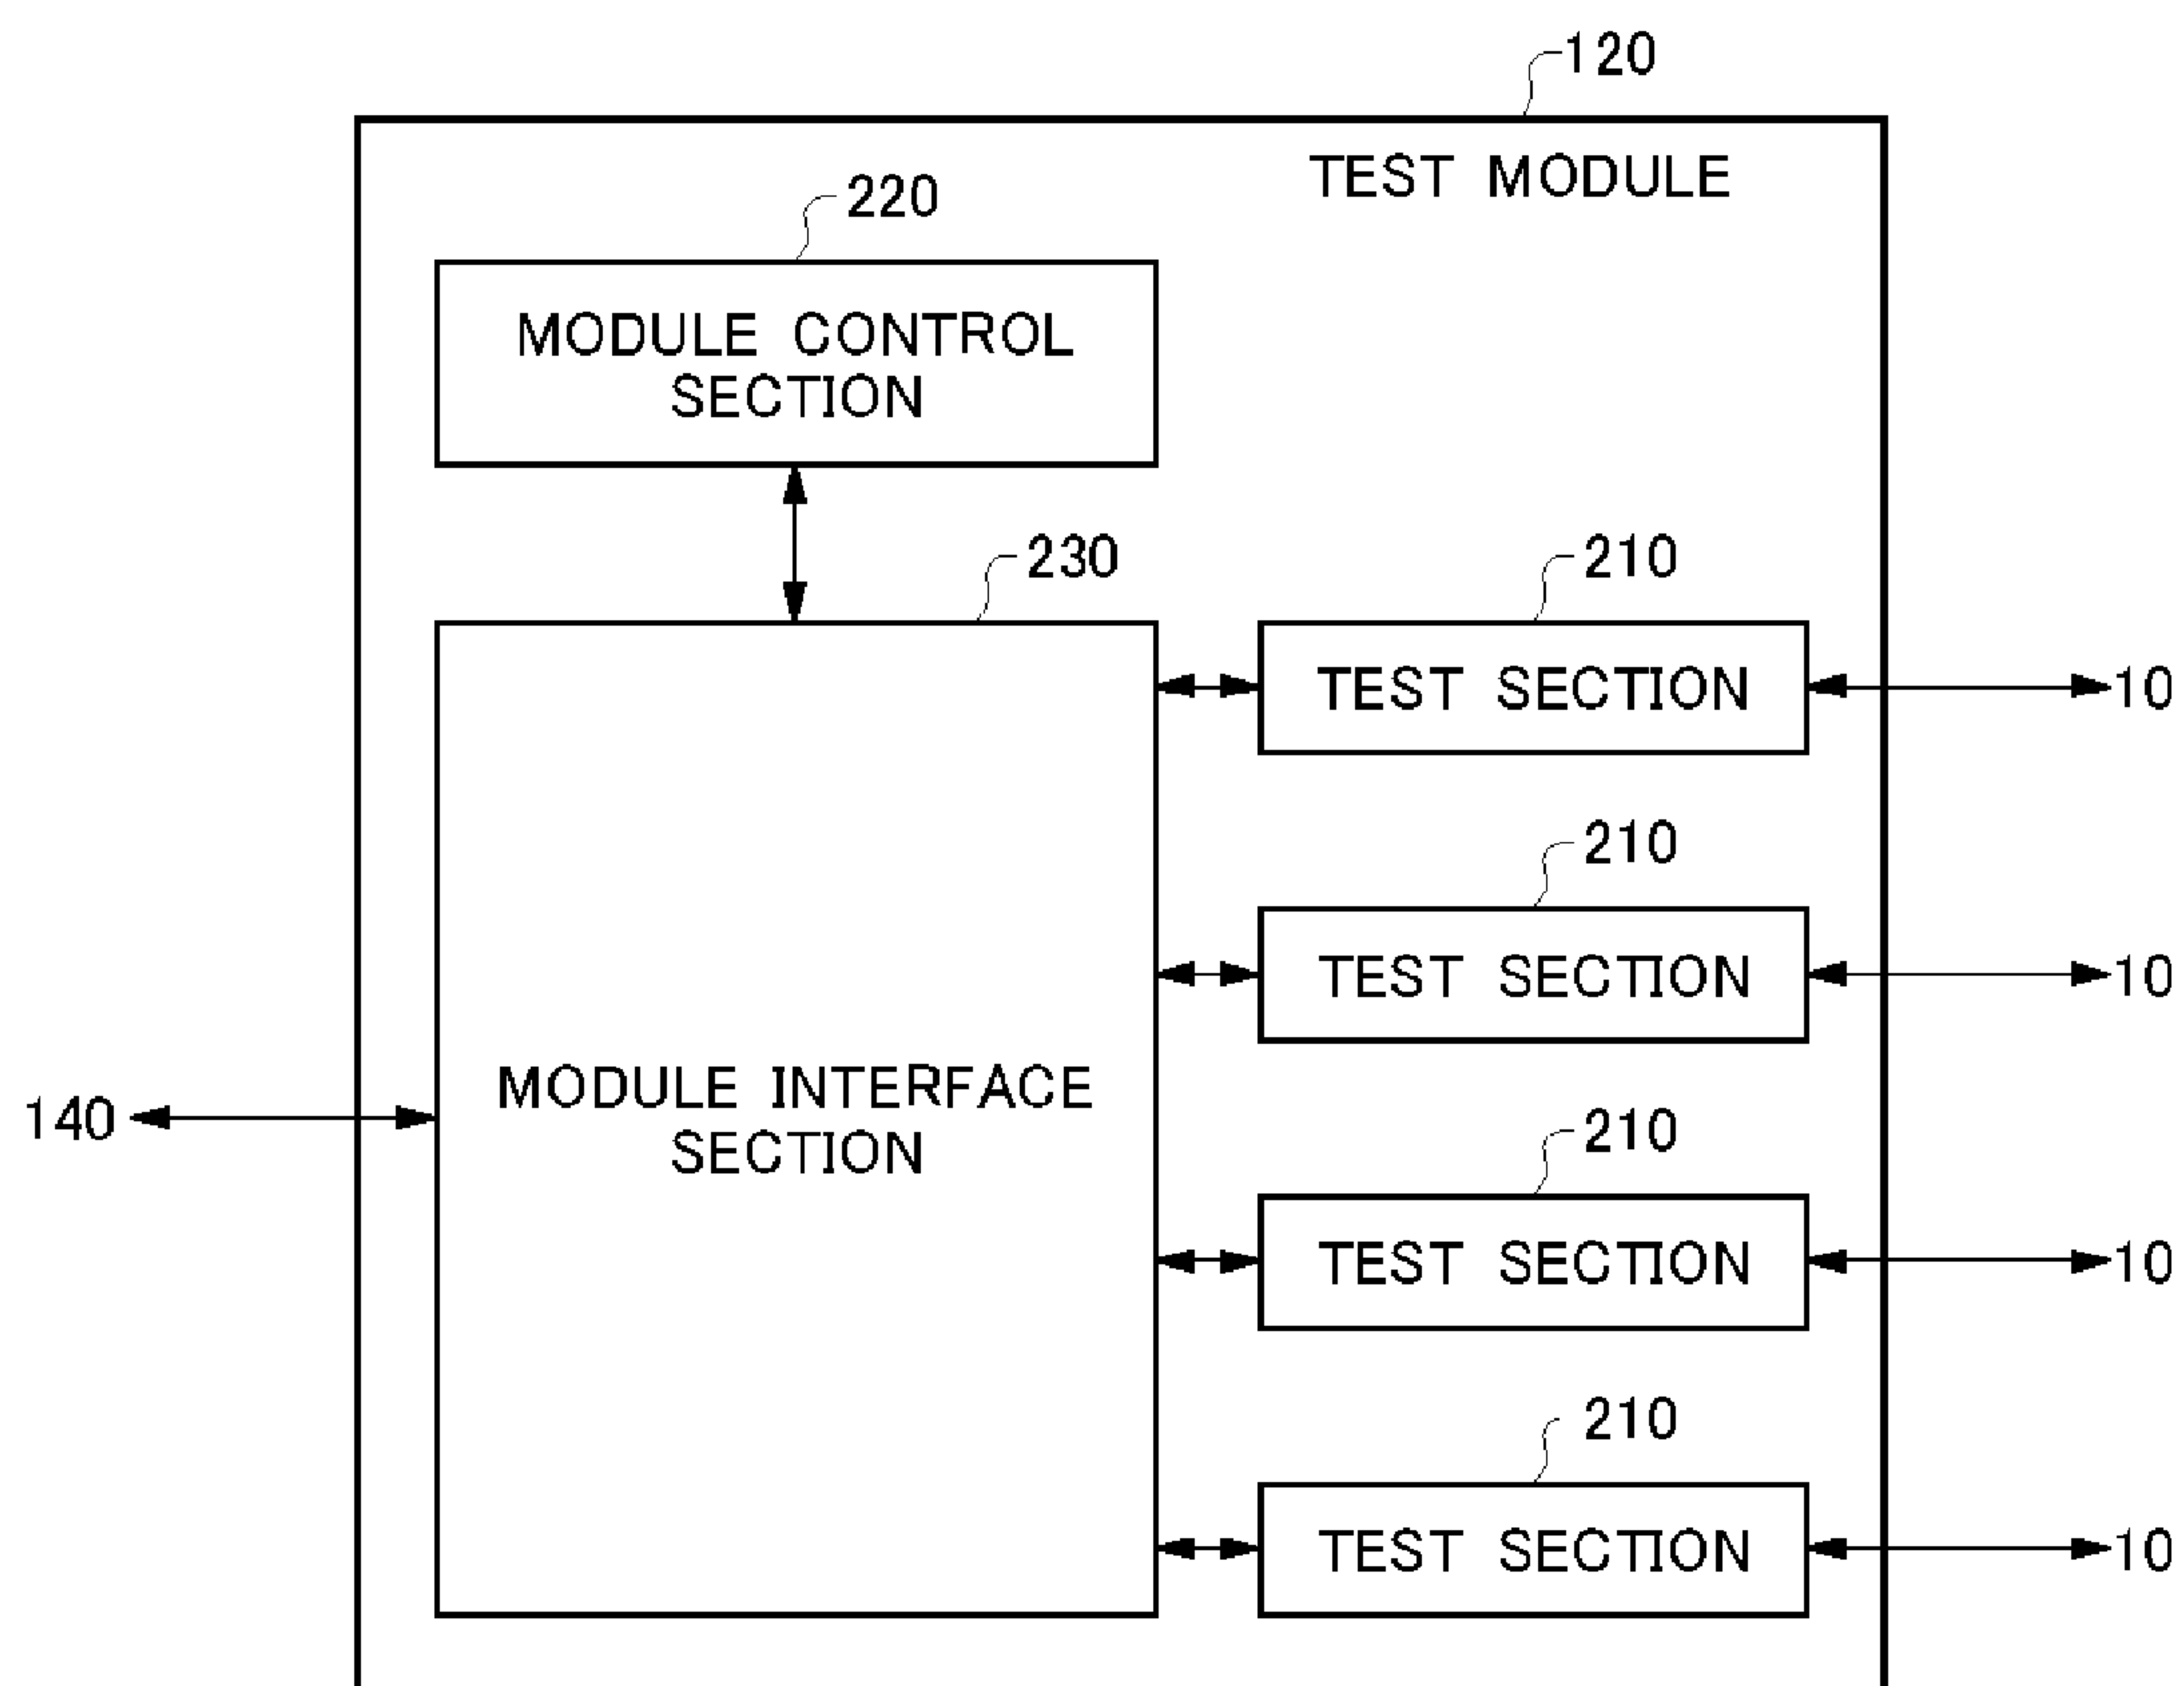 120
TEST MODULE
220
MODULE CONTROL
SECTION
230
210
TEST SECTION
10
210
TEST SECTION
10
140
MODULE INTERFACE
SECTION
210
TEST SECTION
10
210
TEST SECTION
10